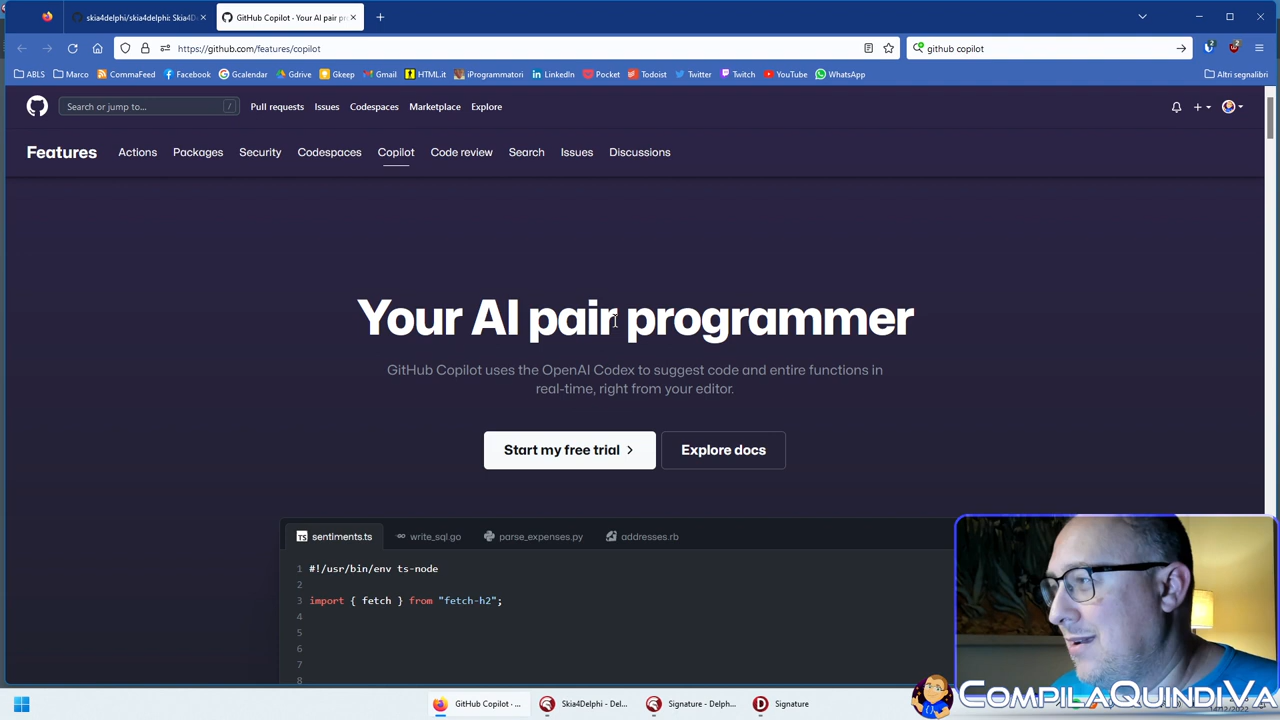 skia4delphi/skia4delphi: Skia4D
GitHub Copilot - Your AI pair pr
https://github.com/features/copilot
github copilot
ABLS
Marco
CommaFeed
Facebook
Gcalendar
Gdrive
Gkeep
Gmail
HTML.it
iProgrammatori
LinkedIn
Pocket
Todoist
Twitter
Twitch
YouTube
WhatsApp
Altri segnalibri
Search or jump to...
/
Pull requests
Issues
Codespaces
Marketplace
Explore
Features
Actions
Packages
Security
Codespaces
Copilot
Code review
Search
Issues
Discussions
Your AI pair programmer
GitHub Copilot uses the OpenAI Codex to suggest code and entire functions in
real-time, right from your editor.
Start my free trial
Explore docs
TS sentiments.ts
write_sql.go
parse_expenses.py
addresses.rb
1 #!/usr/bin/env ts-node
2
3 import { fetch } from "fetch-h2";
4
5
6
7
8
GitHub Copilot - ...
Skia4Delphi - Del...
Signature - Delph...
Signature
CompilaQuindiVa
14/12/2022